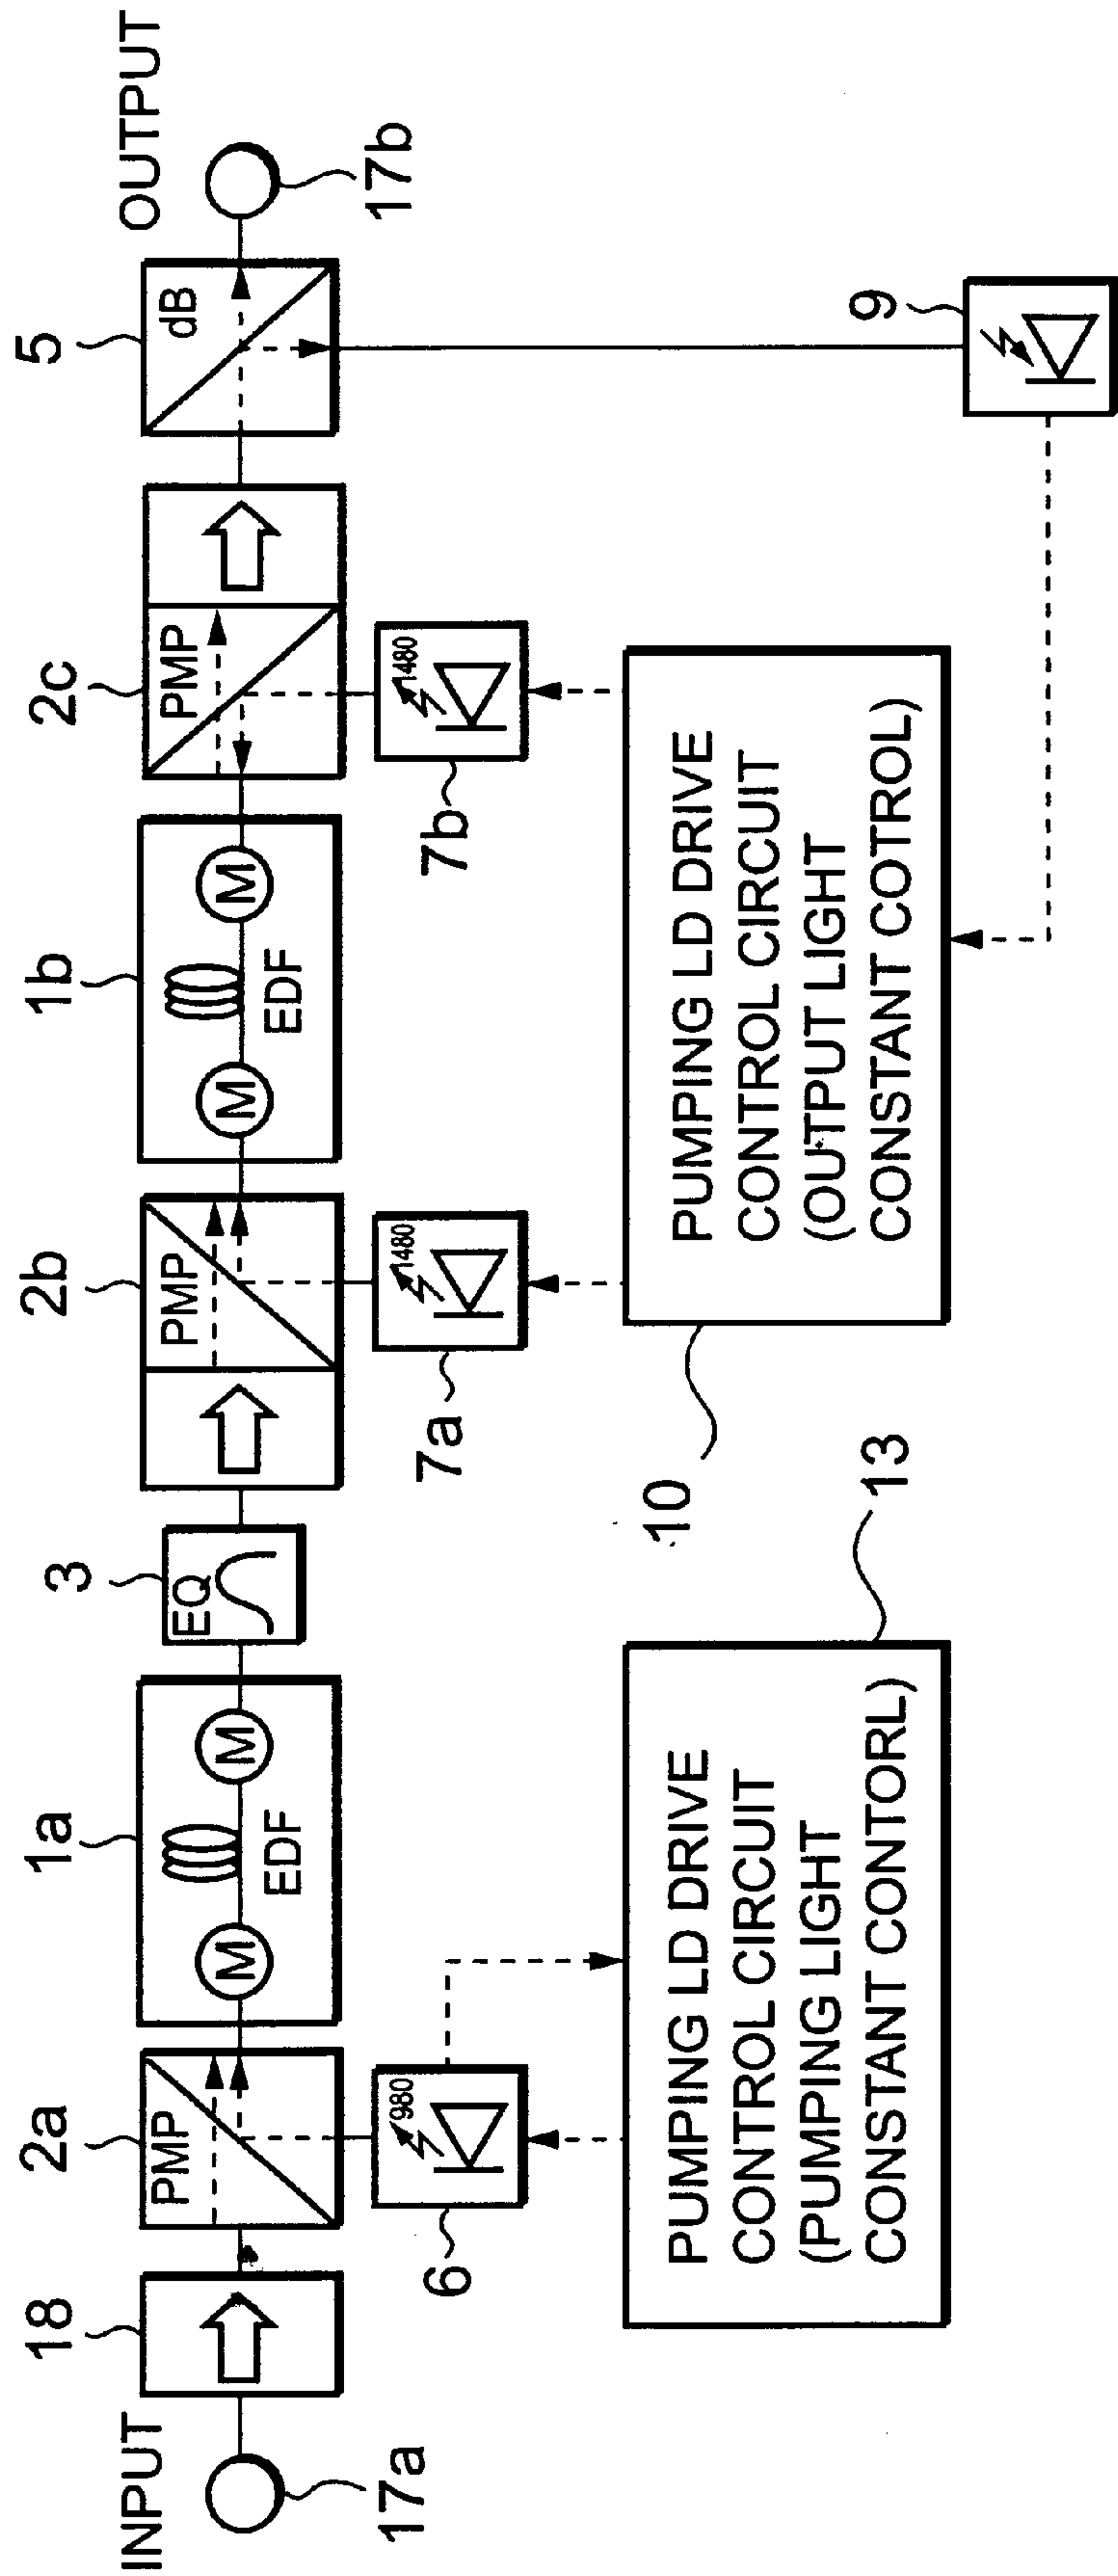 INPUT
17a
18
2a
PMP
6
980
1a
M
M
EDF
3
EQ
2b
PMP
7a
1480
1b
M
M
EDF
2c
PMP
7b
1480
5
dB
OUTPUT
17b
9
PUMPING LD DRIVE
CONTROL CIRCUIT
(PUMPING LIGHT
CONSTANT CONTORL)
13
10
PUMPING LD DRIVE
CONTROL CIRCUIT
(OUTPUT LIGHT
CONSTANT COTROL)